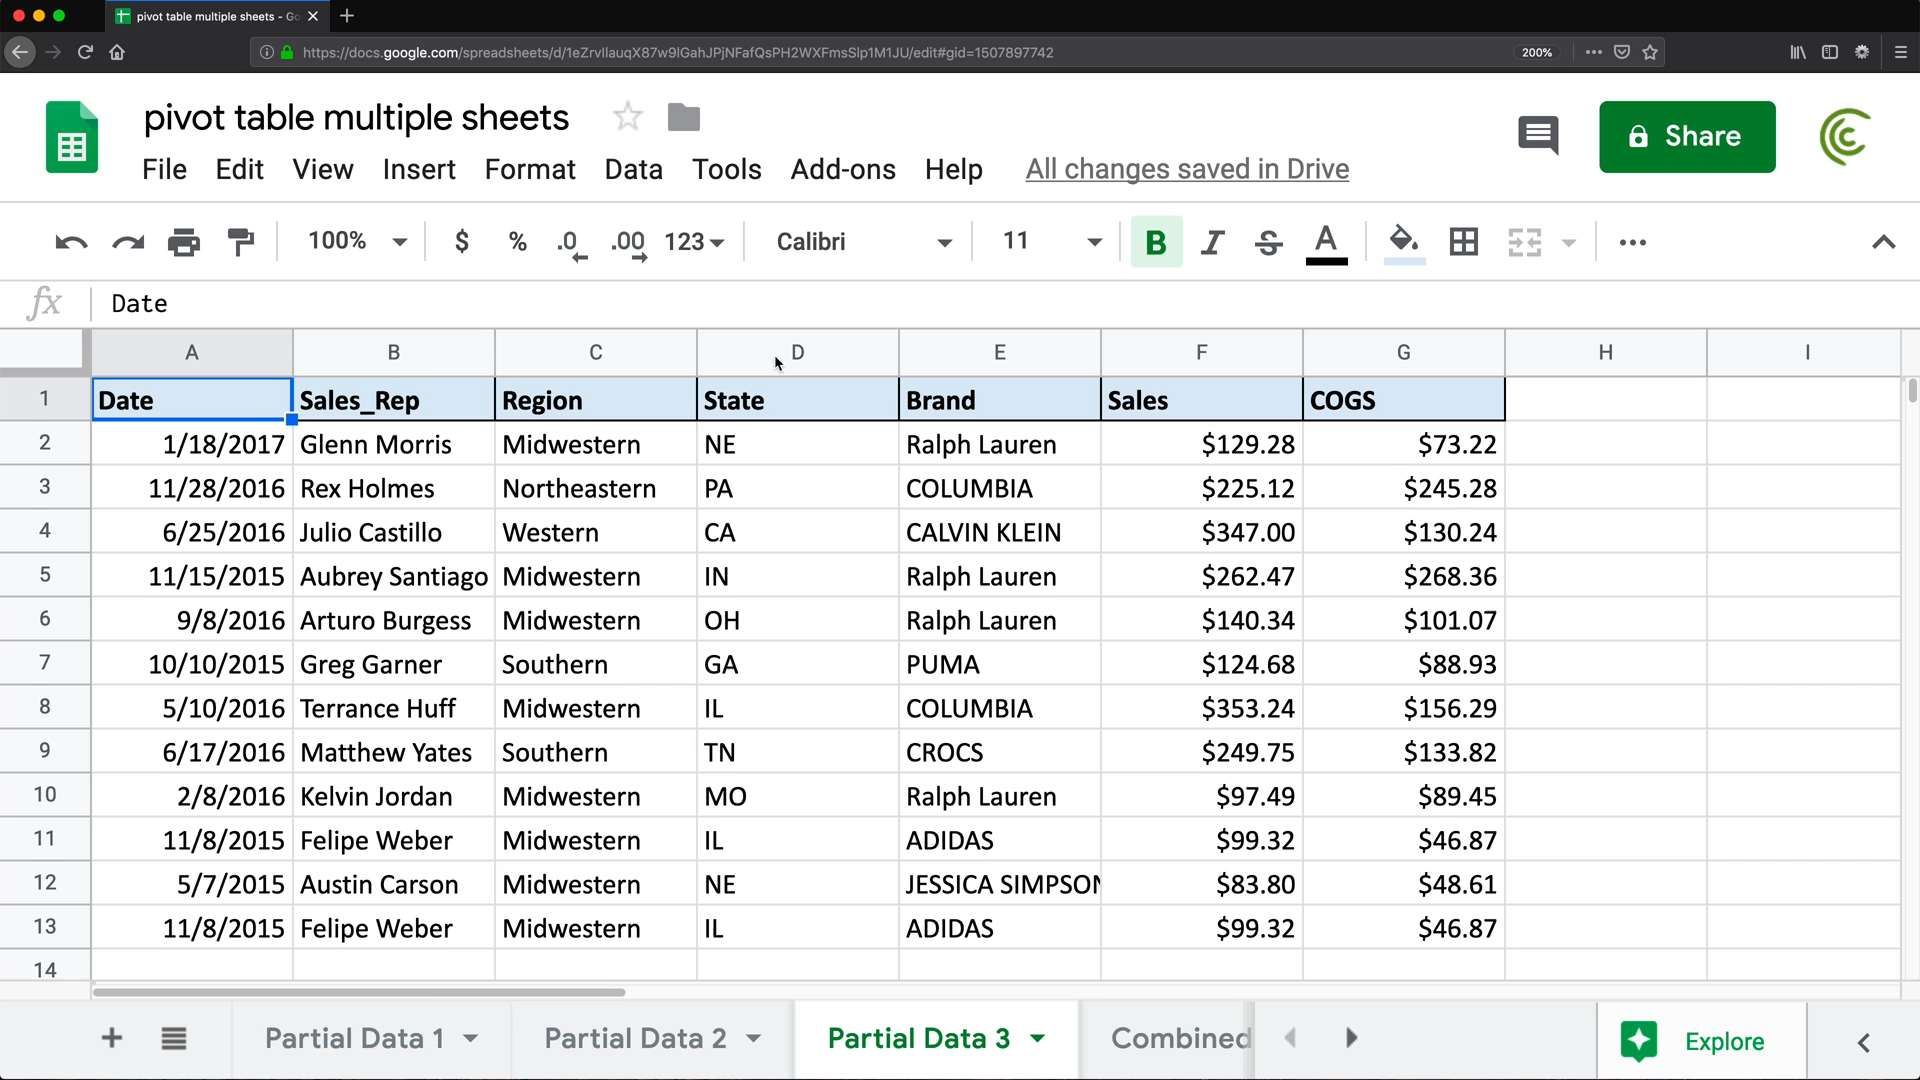 pivot table multiple sheets - Go
https://docs.google.com/spreadsheets/d/1eZrvIlauqX87w9IGahJPjNFafQsPH2WXFmsSlp1M1JU/edit#gid=1507897742 200%
pivot table multiple sheets
Share
File Edit View Insert Format Data Tools Add-ons Help All changes saved in Drive
100% $ % .0 .00 123 Calibri 11 B I S A
fx Date
A B C D E F G H I
1 Date Sales_Rep Region State Brand Sales COGS
2 1/18/2017 Glenn Morris Midwestern NE Ralph Lauren $129.28 $73.22
3 11/28/2016 Rex Holmes Northeastern PA COLUMBIA $225.12 $245.28
4 6/25/2016 Julio Castillo Western CA CALVIN KLEIN $347.00 $130.24
5 11/15/2015 Aubrey Santiago Midwestern IN Ralph Lauren $262.47 $268.36
6 9/8/2016 Arturo Burgess Midwestern OH Ralph Lauren $140.34 $101.07
7 10/10/2015 Greg Garner Southern GA PUMA $124.68 $88.93
8 5/10/2016 Terrance Huff Midwestern IL COLUMBIA $353.24 $156.29
9 6/17/2016 Matthew Yates Southern TN CROCS $249.75 $133.82
10 2/8/2016 Kelvin Jordan Midwestern MO Ralph Lauren $97.49 $89.45
11 11/8/2015 Felipe Weber Midwestern IL ADIDAS $99.32 $46.87
12 5/7/2015 Austin Carson Midwestern NE JESSICA SIMPSON $83.80 $48.61
13 11/8/2015 Felipe Weber Midwestern IL ADIDAS $99.32 $46.87
14
Partial Data 1 Partial Data 2 Partial Data 3 Combined Explore